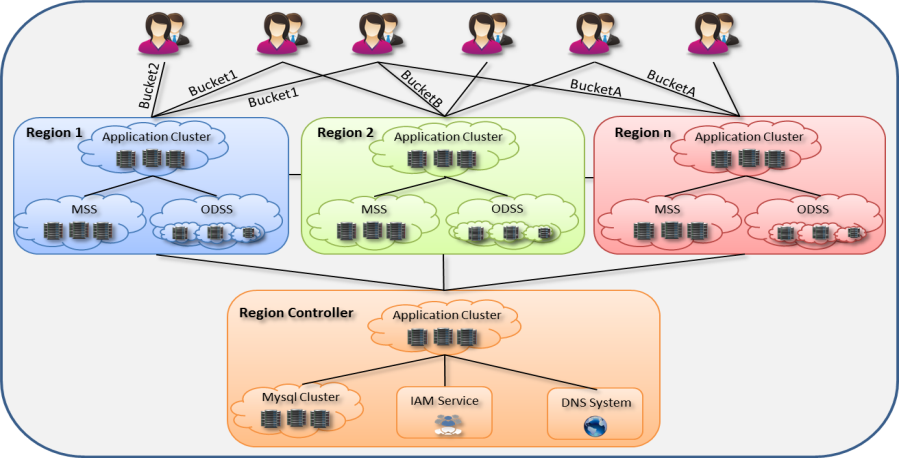 Bucket2
Bucket1
Bucket1
BucketB
BucketA
BucketA
Region 1
Application Cluster
MSS
ODSS
Region 2
Application Cluster
MSS
ODSS
Region n
Application Cluster
MSS
ODSS
Region Controller
Application Cluster
Mysql Cluster
IAM Service
DNS System